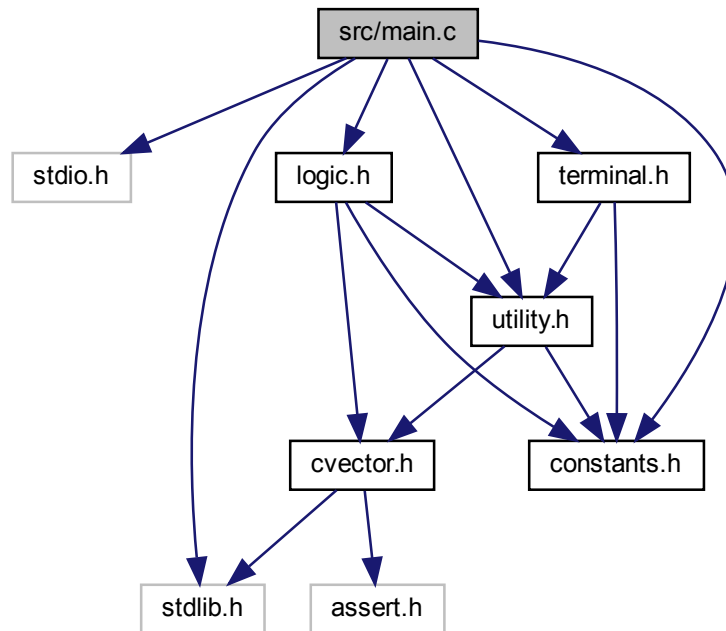 src/main.c
stdio.h
logic.h
terminal.h
utility.h
cvector.h
constants.h
stdlib.h
assert.h